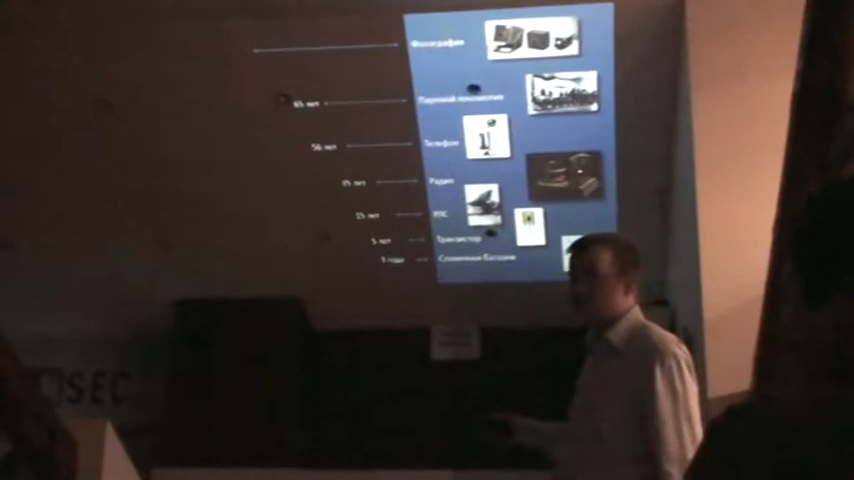 Фотография
65 лет
Паровой локомотив
56 лет
Телефон
35 лет
Радио
15 лет
РЛС
5 лет
Транзистор
3 года
Солнечные батареи
SEC